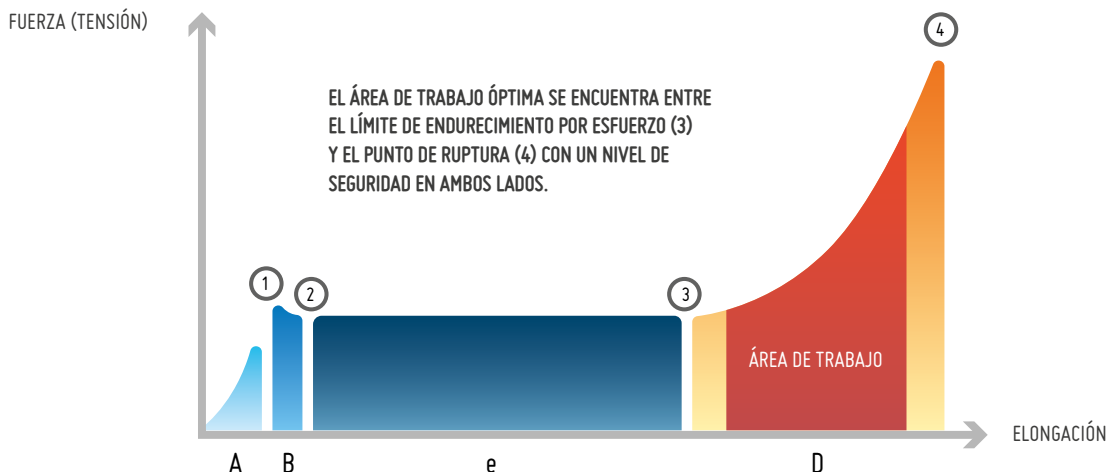 FUERZA (TENSIÓN)
4
EL ÁREA DE TRABAJO ÓPTIMA SE ENCUENTRA ENTRE
EL LÍMITE DE ENDURECIMIENTO POR ESFUERZO (3)
Y EL PUNTO DE RUPTURA (4) CON UN NIVEL DE
SEGURIDAD EN AMBOS LADOS.
1
2
3
ÁREA DE TRABAJO
ELONGACIÓN
A B e D